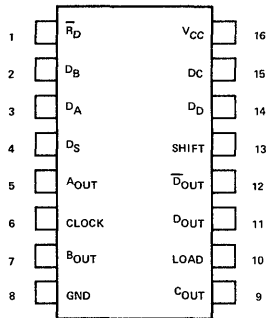 1 R̅D VCC 16
2 DB DC 15
3 DA DD 14
4 DS SHIFT 13
5 AOUT D̅OUT 12
6 CLOCK DOUT 11
7 BOUT LOAD 10
8 GND COUT 9